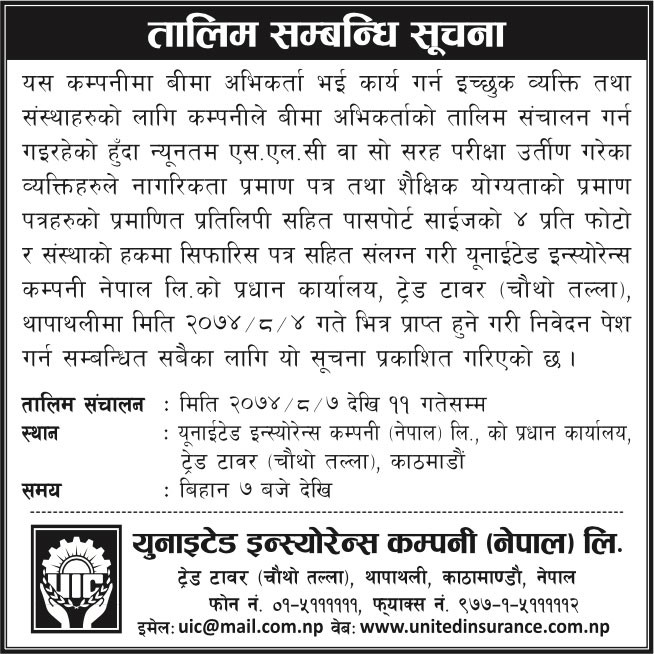 तालिम सम्बन्धि सूचना
यस कम्पनीमा बीमा अभिकर्ता भई कार्य गर्न इच्छुक व्यक्ति तथा
संस्थाहरुको लागि कम्पनीले बीमा अभिकर्ताको तालिम संचालन गर्न
गइरहेको हुँदा न्यूनतम एस.एल.सी वा सो सरह परीक्षा उर्तीण गरेका
व्यक्तिहरुले नागरिकता प्रमाण पत्र तथा शैक्षिक योग्यताको प्रमाण
पत्रहरुको प्रमाणित प्रतिलिपी सहित पासपोर्ट साईजको ४ प्रति फोटो
र संस्थाको हकमा सिफारिस पत्र सहित संलग्न गरी यूनाईटेड इन्स्योरेन्स
कम्पनी नेपाल लि.को प्रधान कार्यालय, ट्रेड टावर (चौथो तल्ला),
थापाथलीमा मिति २०७४/८/४ गते भित्र प्राप्त हुने गरी निवेदन पेश
गर्न सम्बन्धित सबैका लागि यो सूचना प्रकाशित गरिएको छ ।
तालिम संचालन : मिति २०७४/८/७ देखि ११ गतेसम्म
स्थान : यूनाईटेड इन्स्योरेन्स कम्पनी (नेपाल) लि., को प्रधान कार्यालय,
ट्रेड टावर (चौथो तल्ला), काठमाडौं
समय : बिहान ७ बजे देखि
UIC
युनाइटेड इन्स्योरेन्स कम्पनी (नेपाल) लि.
ट्रेड टावर (चौथो तल्ला), थापाथली, काठामाण्डौ, नेपाल
फोन नं. ०१-५१११११११, फ्याक्स नं. ९७७-१-५१११११२
इमेल: uic@mail.com.np वेब: www.unitedinsurance.com.np